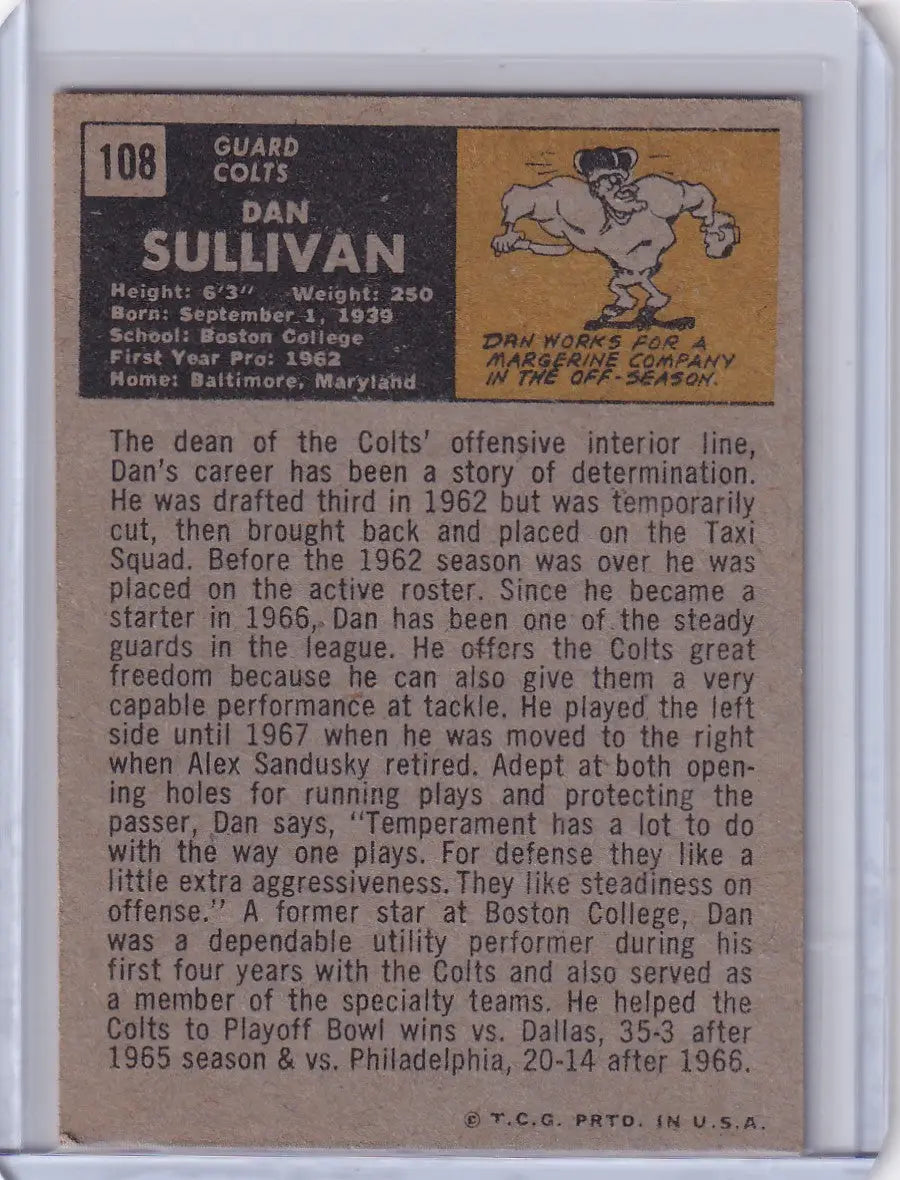 108
GUARD
COLTS
DAN
SULLIVAN
Height: 6'3" Weight: 250
Born: September 1, 1939
School: Boston College
First Year Pro: 1962
Home: Baltimore, Maryland
DAN WORKS FOR A
MARGERINE COMPANY
IN THE OFF-SEASON.
The dean of the Colts' offensive interior line,
Dan's career has been a story of determination.
He was drafted third in 1962 but was temporarily
cut, then brought back and placed on the Taxi
Squad. Before the 1962 season was over he was
placed on the active roster. Since he became a
starter in 1966, Dan has been one of the steady
guards in the league. He offers the Colts great
freedom because he can also give them a very
capable performance at tackle. He played the left
side until 1967 when he was moved to the right
when Alex Sandusky retired. Adept at both open-
ing holes for running plays and protecting the
passer, Dan says, "Temperament has a lot to do
with the way one plays. For defense they like a
little extra aggressiveness. They like steadiness on
offense." A former star at Boston College, Dan
was a dependable utility performer during his
first four years with the Colts and also served as
a member of the specialty teams. He helped the
Colts to Playoff Bowl wins vs. Dallas, 35-3 after
1965 season & vs. Philadelphia, 20-14 after 1966.
© T.C.G. PRTD. IN U.S.A.